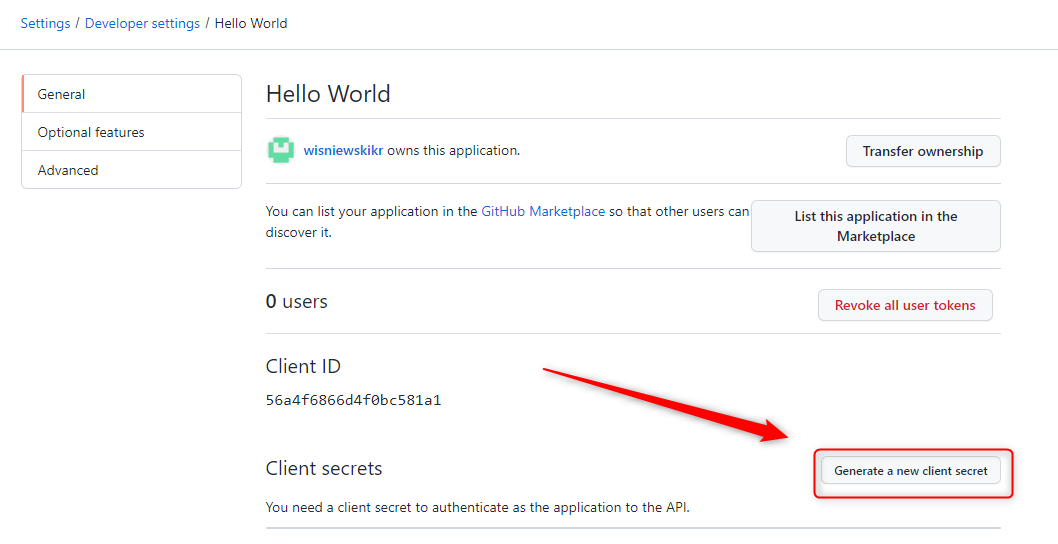 Settings / Developer settings / Hello World
General
Optional features
Advanced
Hello World
wisniewskikr owns this application.
Transfer ownership
You can list your application in the GitHub Marketplace so that other users can
discover it.
List this application in the
Marketplace
0 users
Revoke all user tokens
Client ID
56a4f6866d4f0bc581a1
Client secrets
Generate a new client secret
You need a client secret to authenticate as the application to the API.